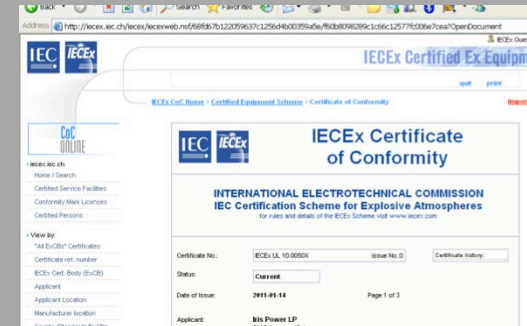 Back Search Favorites
Address http://iecex.iec.ch/iecex/iecexweb.nsf/
?OpenDocument
IEC IECEx
IECEx Certified Ex Equipm
quit print
IECEx CoC Home > Certified Equipment Scheme > Certificate of Conformity
CoC
ONLINE
iecex.iec.ch:
Home / Search
Certified Service Facilities
Conformity Mark Licenses
Certified Persons
View by:
"All ExCBs" Certificates
Certificate ref. number
IECEx Cert. Body (ExCB)
Applicant
Applicant Location
Manufacturer location
IEC IECEx
IECEx Certificate
of Conformity
INTERNATIONAL ELECTROTECHNICAL COMMISSION
IEC Certification Scheme for Explosive Atmospheres
for rules and details of the IECEx Scheme visit www.iecex.com
Certificate No.: IECEx UL 10.0050X issue No.:0 Certificate history:
Status: Current
Date of Issue: 2011-01-14 Page 1 of 3
Applicant: Iris Power LP